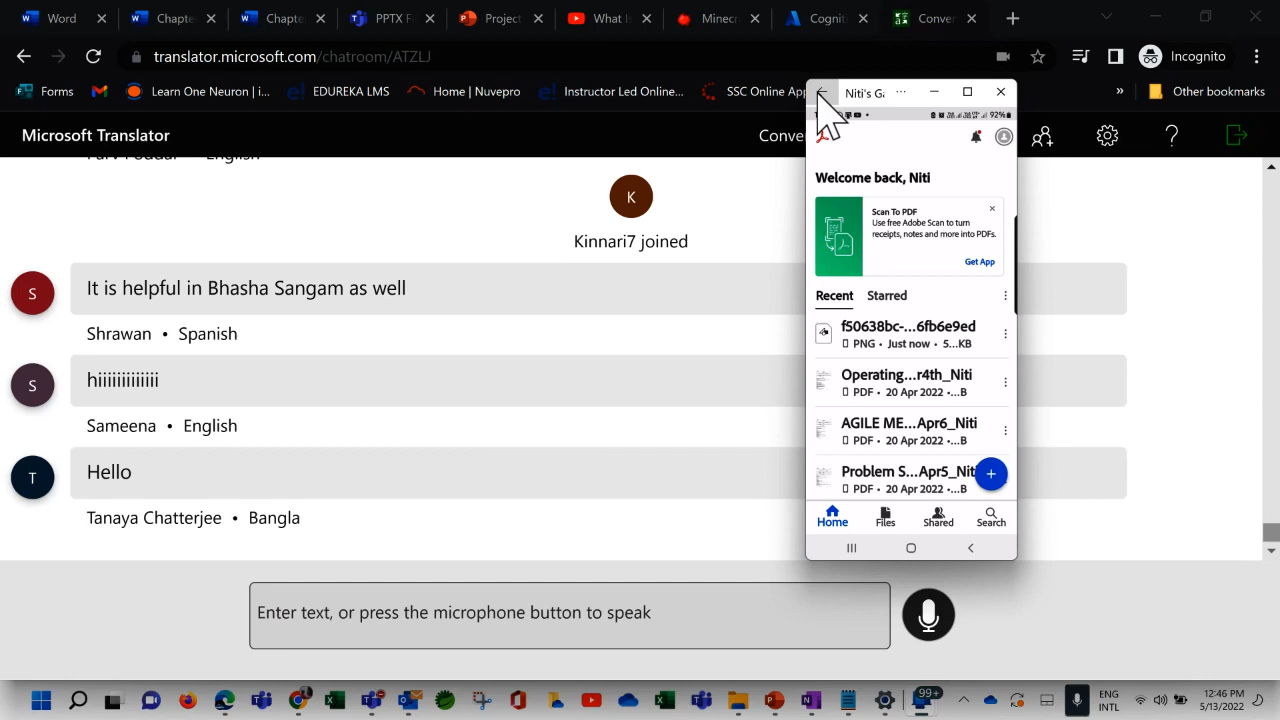 Word
Chapte
Chapte
PPTX F
Project
What Is
Minecr
Cognit
Conver
translator.microsoft.com/chatroom/ATZLJ
Incognito
Forms
Learn One Neuron | i...
EDUREKA LMS
Home | Nuvepro
Instructor Led Online...
SSC Online App
»
Other bookmarks
Microsoft Translator
Conve
Niti's Ga
92%
Welcome back, Niti
Scan To PDF
Use free Adobe Scan to turn
receipts, notes and more into PDFs.
Get App
Recent Starred
f50638bc-...6fb6e9ed
PNG • Just now • 5...KB
Operating...r4th_Niti
PDF • 20 Apr 2022 •...B
AGILE ME...Apr6_Niti
PDF • 20 Apr 2022 •...B
Problem S...Apr5_Niti
PDF • 20 Apr 2022 •...B
Home Files Shared Search
K
Kinnari7 joined
S
It is helpful in Bhasha Sangam as well
Shrawan • Spanish
S
hiiiiiiiiiiiii
Sameena • English
T
Hello
Tanaya Chatterjee • Bangla
Enter text, or press the microphone button to speak
99+
ENG
INTL
12:46 PM
5/13/2022